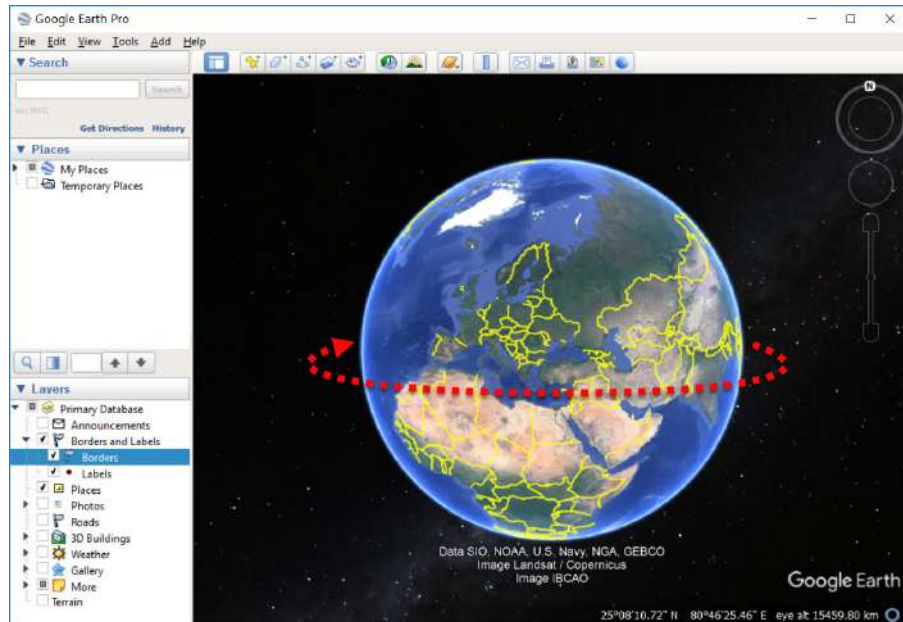 Google Earth Pro
File Edit View Tools Add Help
Search
Search
Get Directions History
Places
My Places
Temporary Places
N
Layers
Primary Database
Announcements
Borders and Labels
Borders
Labels
Places
Photos
Roads
3D Buildings
Weather
Gallery
More
Terrain
Data SIO, NOAA, U.S. Navy, NGA, GEBCO
Image Landsat / Copernicus
Image IBCAO
Google Earth
25°08'10.72" N 80°46'25.46" E eye alt 15459.80 km